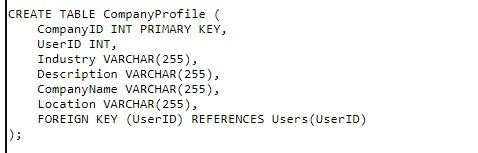 CREATE TABLE CompanyProfile (
    CompanyID INT PRIMARY KEY,
    UserID INT,
    Industry VARCHAR(255),
    Description VARCHAR(255),
    CompanyName VARCHAR(255),
    Location VARCHAR(255),
    FOREIGN KEY (UserID) REFERENCES Users(UserID)
);